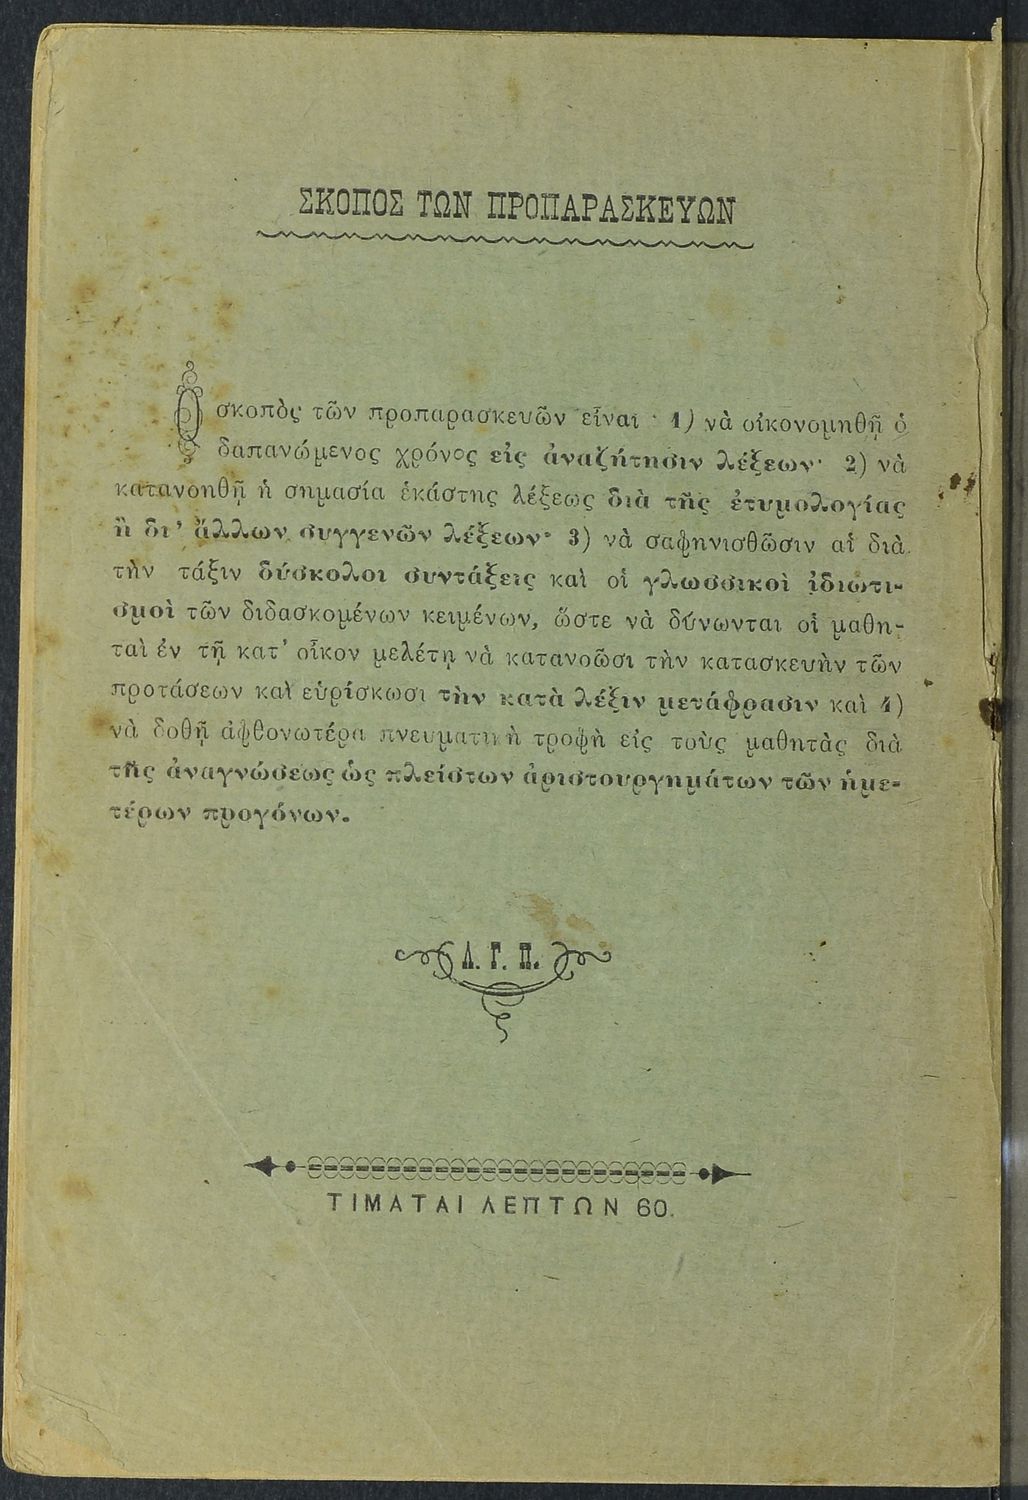 ΣΚΟΠΟΣ ΤΩΝ ΠΡΟΠΑΡΑΣΚΕΥΩΝ
Ὁ σκοπὸς τῶν προπαρασκευῶν εἶναι · 1) νὰ οἰκονομηθῇ ὁ
δαπανώμενος χρόνος εἰς ἀναζήτησιν λέξεων· 2) νὰ
κατανοηθῇ ἡ σημασία ἑκάστης λέξεως διὰ τῆς ἐτυμολογίας
ἢ δι’ ἄλλων συγγενῶν λέξεων· 3) νὰ σαφηνισθῶσιν αἱ διὰ
τὴν τάξιν δύσκολοι συντάξεις καὶ οἱ γλωσσικοὶ ἰδιωτι-
σμοὶ τῶν διδασκομένων κειμένων, ὥστε νὰ δύνωνται οἱ μαθη-
ταὶ ἐν τῇ κατ’ οἶκον μελέτῃ νὰ κατανοῶσι τὴν κατασκευὴν τῶν
προτάσεων καὶ εὑρίσκωσι τὴν κατὰ λέξιν μετάφρασιν καὶ 4)
νὰ δοθῇ ἀφθονωτέρα πνευματικὴ τροφὴ εἰς τοὺς μαθητὰς διὰ
τῆς ἀναγνώσεως ὡς πλείστων ἀριστουργημάτων τῶν ἡμε-
τέρων προγόνων.
Δ. Γ. Π.
ΤΙΜΑΤΑΙ ΛΕΠΤΩΝ 60.